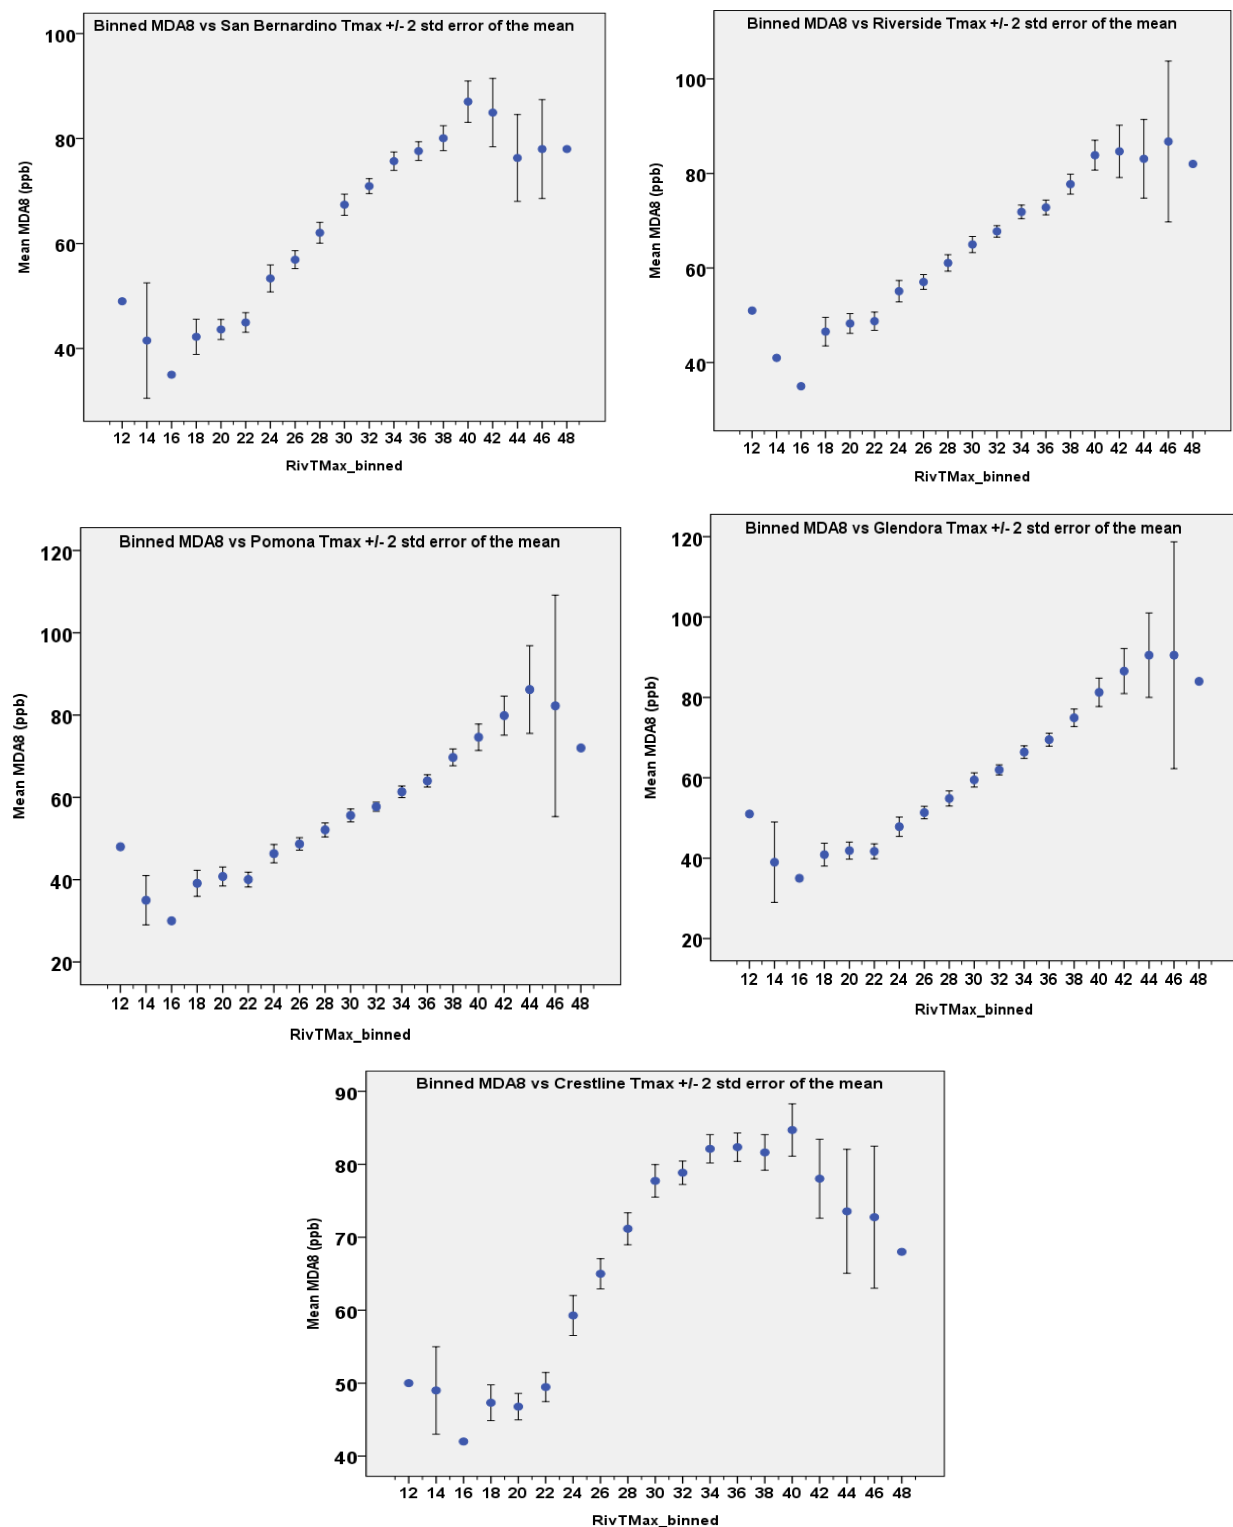 Binned MDA8 vs San Bernardino Tmax +/- 2 std error of the mean
100
80
60
40
Mean MDA8 (ppb)
12 14 16 18 20 22 24 26 28 30 32 34 36 38 40 42 44 46 48
RivTMax_binned
Binned MDA8 vs Riverside Tmax +/- 2 std error of the mean
100
80
60
40
Mean MDA8 (ppb)
12 14 16 18 20 22 24 26 28 30 32 34 36 38 40 42 44 46 48
RivTMax_binned
Binned MDA8 vs Pomona Tmax +/- 2 std error of the mean
120
100
80
60
40
20
Mean MDA8 (ppb)
12 14 16 18 20 22 24 26 28 30 32 34 36 38 40 42 44 46 48
RivTMax_binned
Binned MDA8 vs Glendora Tmax +/- 2 std error of the mean
120
100
80
60
40
20
Mean MDA8 (ppb)
12 14 16 18 20 22 24 26 28 30 32 34 36 38 40 42 44 46 48
RivTMax_binned
Binned MDA8 vs Crestline Tmax +/- 2 std error of the mean
90
80
70
60
50
40
Mean MDA8 (ppb)
12 14 16 18 20 22 24 26 28 30 32 34 36 38 40 42 44 46 48
RivTMax_binned